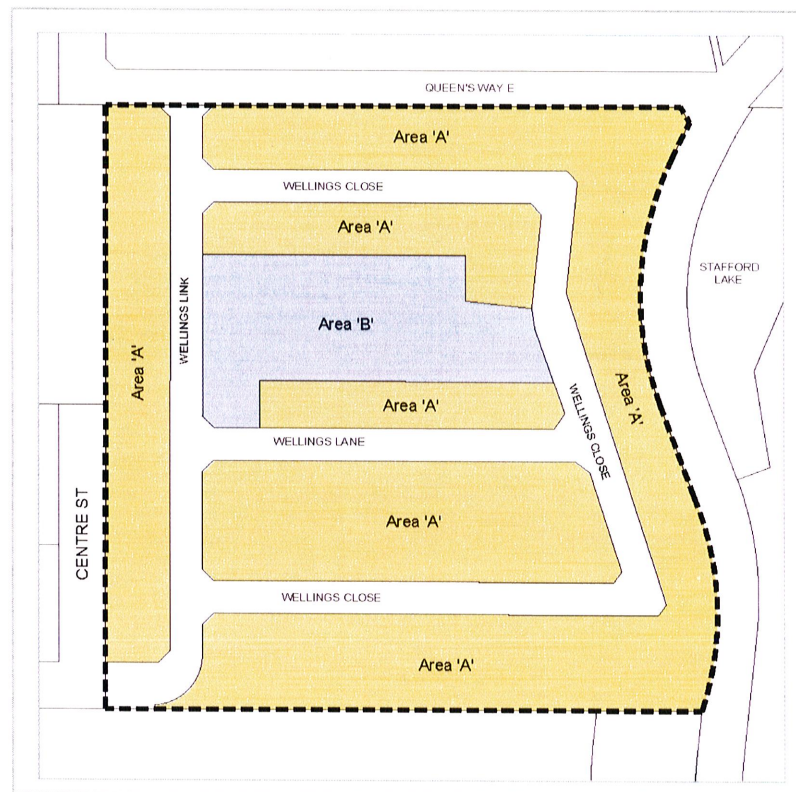 QUEEN'S WAY E
Area 'A'
WELLINGS CLOSE
Area 'A'
STAFFORD
LAKE
WELLINGS LINK
Area 'B'
Area 'A'
Area 'A'
Area 'A'
WELLINGS CLOSE
WELLINGS LANE
CENTRE ST
Area 'A'
WELLINGS CLOSE
Area 'A'